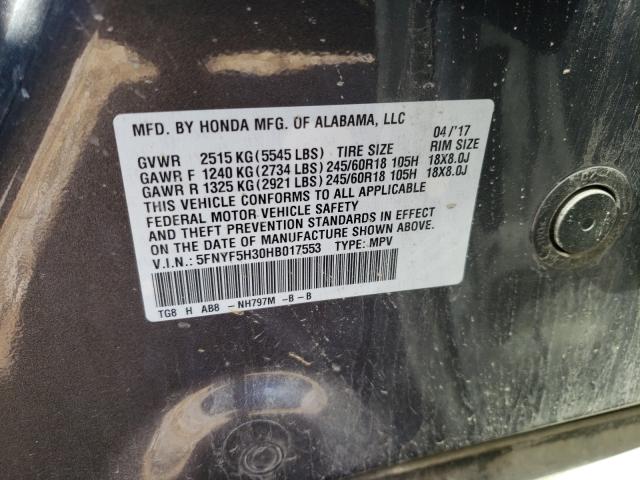 MFD. BY HONDA MFG. OF ALABAMA, LLC 04/'17
GVWR 2515 KG (5545 LBS) TIRE SIZE RIM SIZE
GAWR F 1240 KG (2734 LBS) 245/60R18 105H 18X8.0J
GAWR R 1325 KG (2921 LBS) 245/60R18 105H 18X8.0J
THIS VEHICLE CONFORMS TO ALL APPLICABLE
FEDERAL MOTOR VEHICLE SAFETY
AND THEFT PREVENTION STANDARDS IN EFFECT
ON THE DATE OF MANUFACTURE SHOWN ABOVE.
V.I.N.: 5FNYF5H30HB017553 TYPE: MPV
TG8 H AB8 - NH797M -B - B